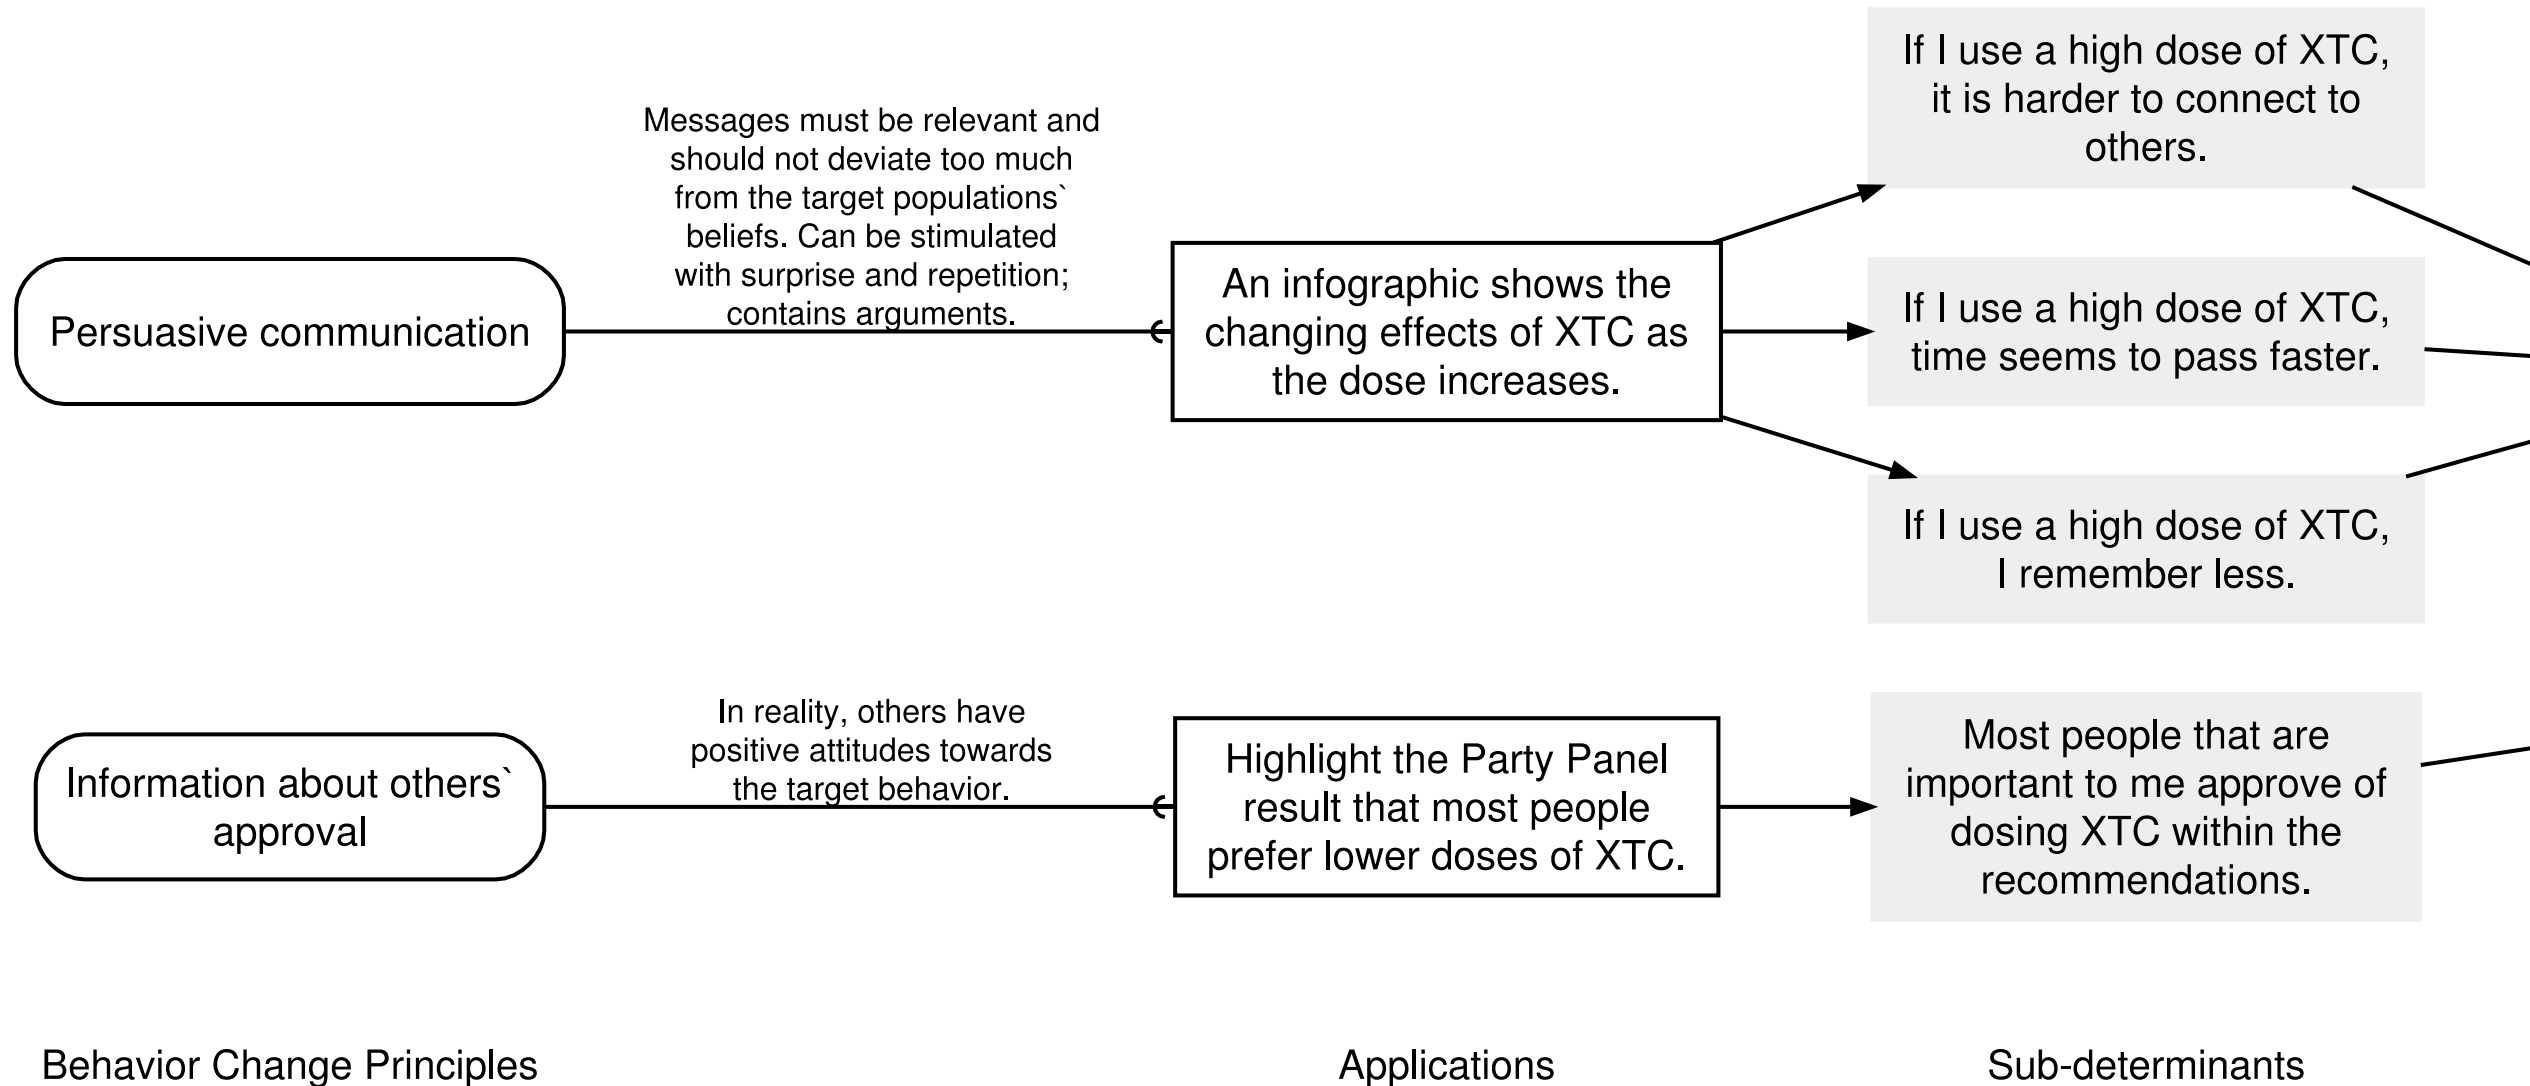 Persuasive communication
Messages must be relevant and
should not deviate too much
from the target populations`
beliefs. Can be stimulated
with surprise and repetition;
contains arguments.
An infographic shows the
changing effects of XTC as
the dose increases.
If I use a high dose of XTC,
it is harder to connect to
others.
If I use a high dose of XTC,
time seems to pass faster.
If I use a high dose of XTC,
I remember less.
Information about others`
approval
In reality, others have
positive attitudes towards
the target behavior.
Highlight the Party Panel
result that most people
prefer lower doses of XTC.
Most people that are
important to me approve of
dosing XTC within the
recommendations.
Behavior Change Principles
Applications
Sub-determinants